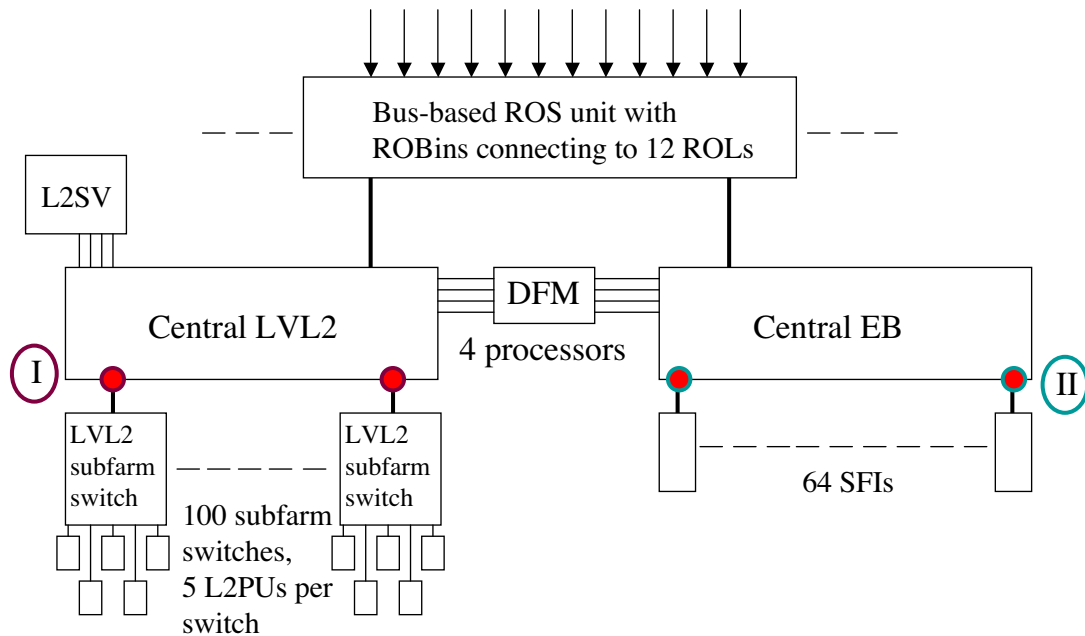 Bus-based ROS unit with
ROBins connecting to 12 ROLs
L2SV
Central LVL2
DFM
Central EB
4 processors
I
II
LVL2
subfarm
switch
LVL2
subfarm
switch
100 subfarm
switches,
5 L2PUs per
switch
64 SFIs